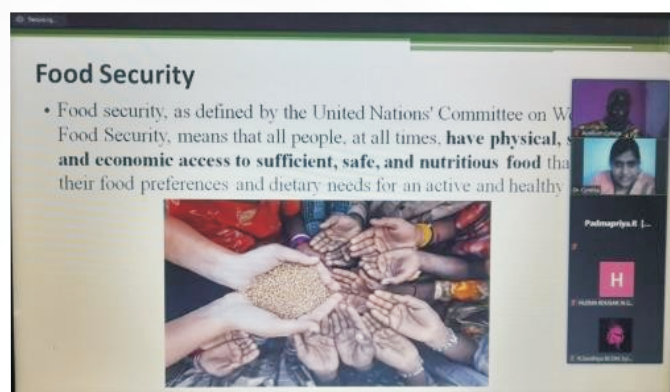 Food Security
• Food security, as defined by the United Nations' Committee on
Food Security, means that all people, at all times, have physical,
and economic access to sufficient, safe, and nutritious food
their food preferences and dietary needs for an active and healthy
Dr. Cynthia
Padmapriya.R (...
H